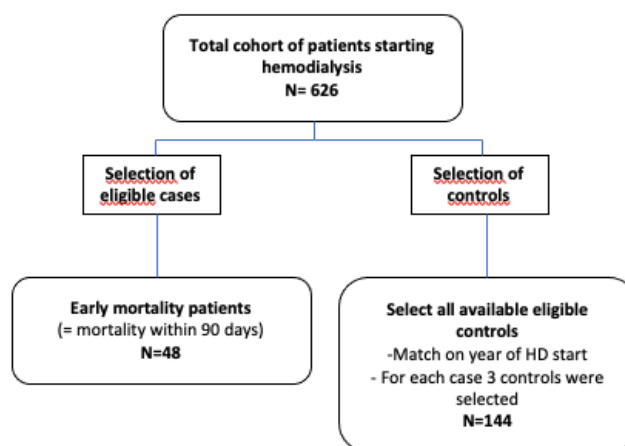 Total cohort of patients starting
hemodialysis
N= 626
Selection of
eligible cases
Selection of
controls
Early mortality patients
(= mortality within 90 days)
N=48
Select all available eligible
controls
-Match on year of HD start
- For each case 3 controls were
selected
N=144